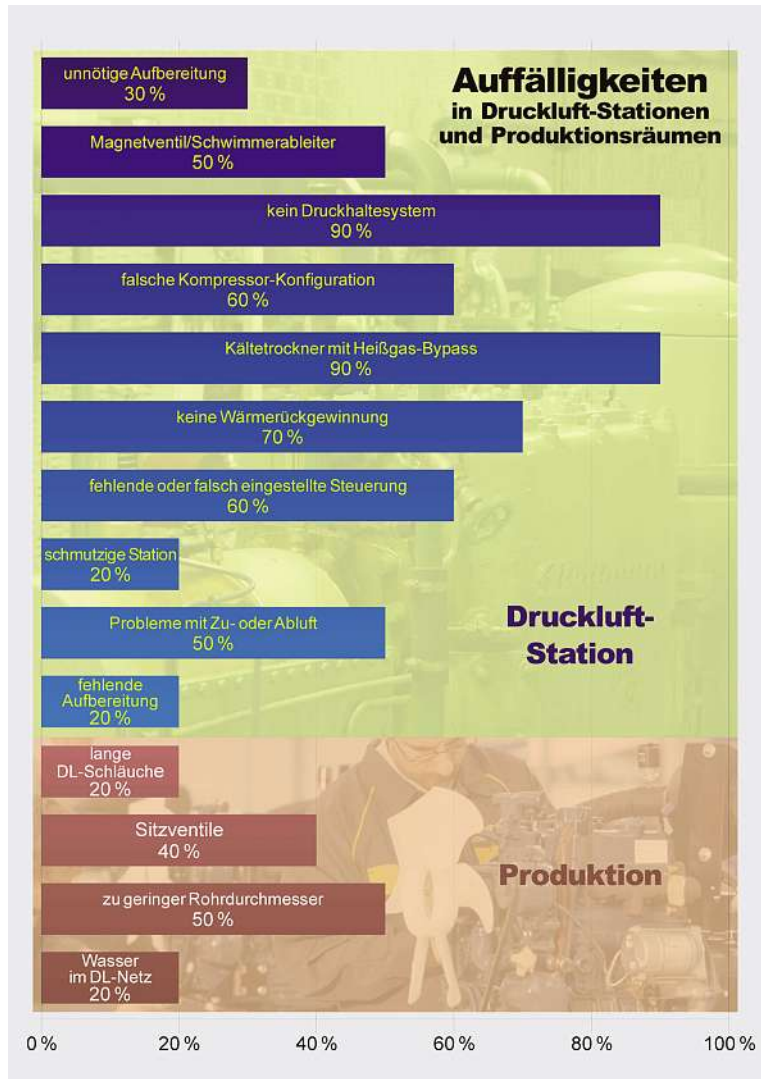 Auffälligkeiten
in Druckluft-Stationen
und Produktionsräumen
unnötige Aufbereitung
30 %
Magnetventil/Schwimmerableiter
50 %
kein Druckhaltesystem
90 %
falsche Kompressor-Konfiguration
60 %
Kältetrockner mit Heißgas-Bypass
90 %
keine Wärmerückgewinnung
70 %
fehlende oder falsch eingestellte Steuerung
60 %
schmutzige Station
20 %
Probleme mit Zu- oder Abluft
50 %
fehlende
Aufbereitung
20 %
Druckluft-
Station
lange
DL-Schläuche
20 %
Sitzventile
40 %
zu geringer Rohrdurchmesser
50 %
Wasser
im DL-Netz
20 %
Produktion
0 % 20 % 40 % 60 % 80 % 100 %